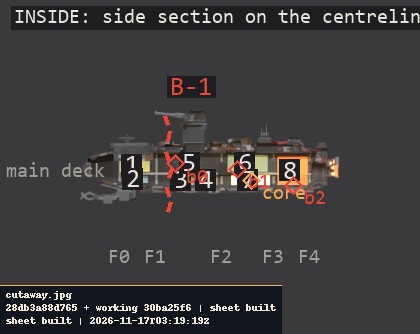 INSIDE: side section on the centrelin
B-1
main deck
1 5 6 8
2 3 4
core
b2
F0 F1 F2 F3 F4
cutaway.jpg
28db3a88d765 + working 30ba25f6 | sheet built
sheet built | 2026-11-17r03:19:19z